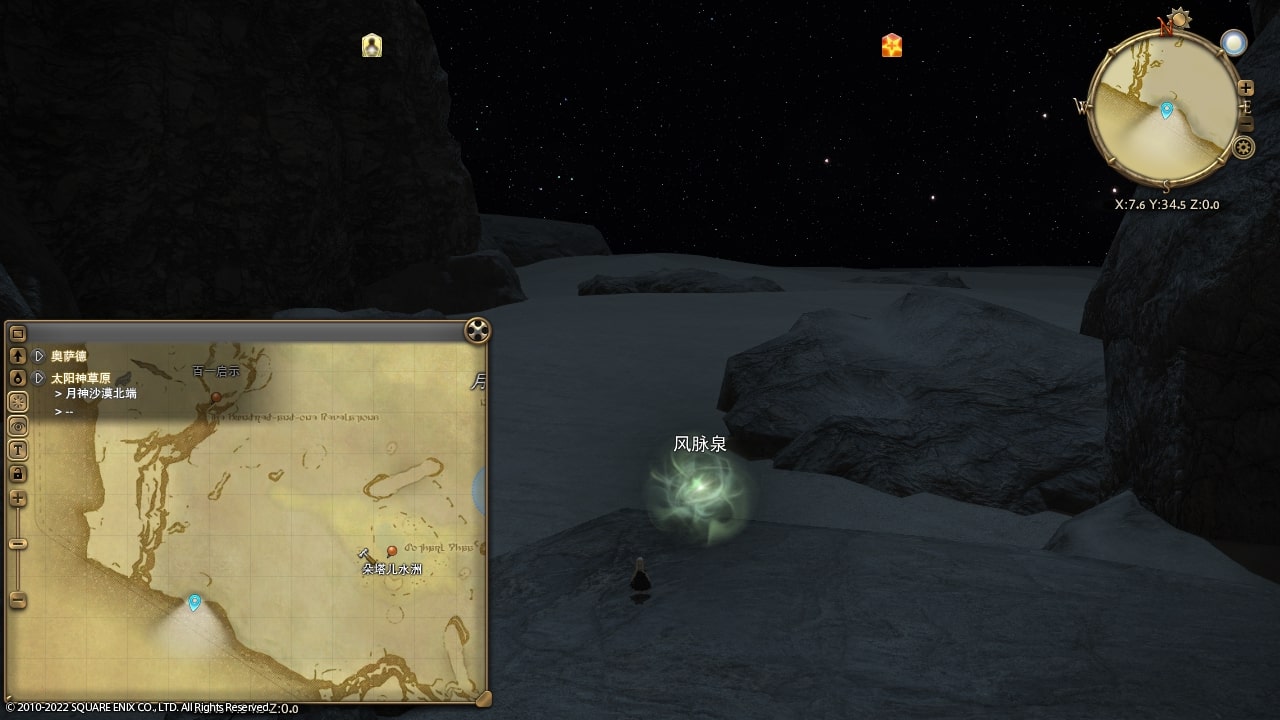 N
W
E
S
X:7.6 Y:34.5 Z:0.0
奥萨德
太阳神草原
> 月神沙漠北端
> --
百一启示
月
T
朵塔儿水洲
风脉泉
© 2010-2022 SQUARE ENIX CO., LTD. All Rights Reserved.
Z:0.0